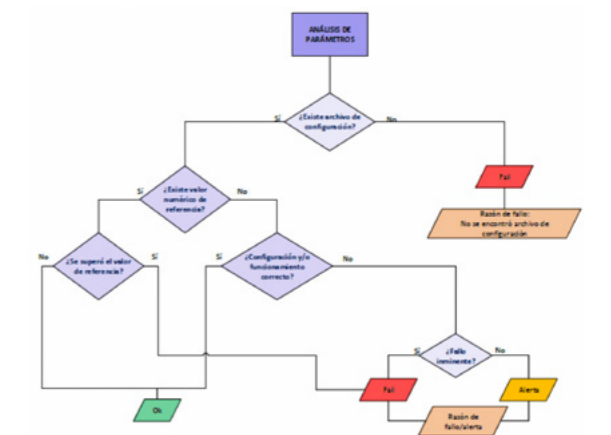 ANÁLISIS DE
PARÁMETROS
¿Existe archivo de
configuración?
Sí
No
Fail
Razón de fallo:
No se encontró archivo de
configuración
¿Existe valor
numérico de
referencia?
Sí
No
¿Se superó el valor
de referencia?
No
Sí
¿Configuración y/o
funcionamiento
correcto?
Sí
No
¿Fallo
inminente?
Sí
No
Fail
Alerta
Razón de
fallo/alerta
Ok